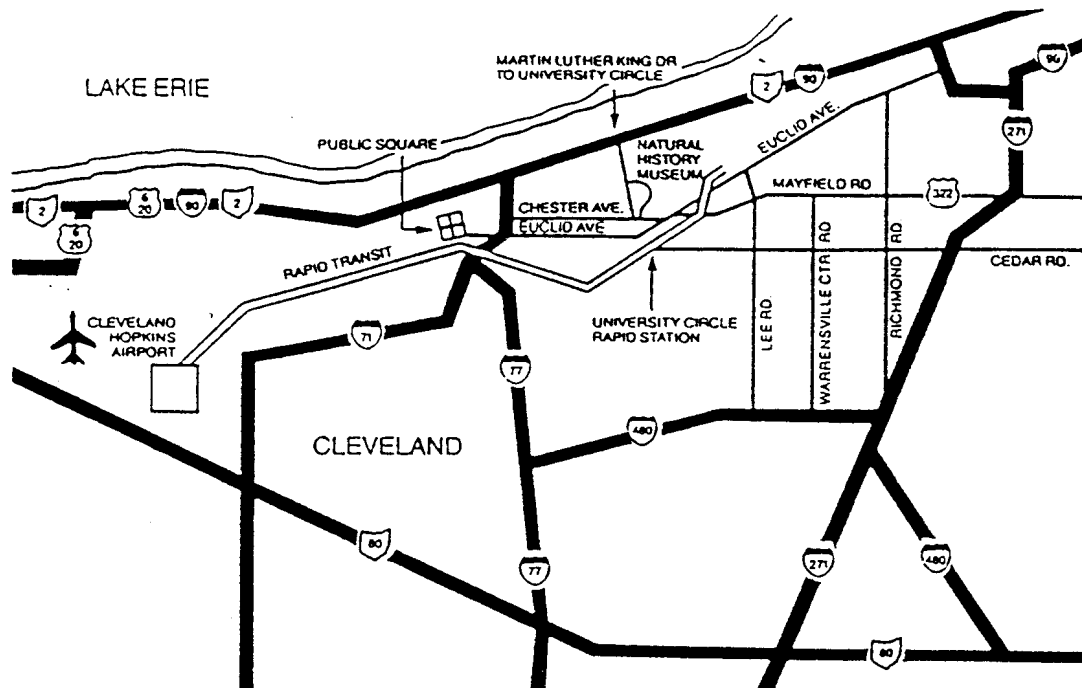 LAKE ERIE
MARTIN LUTHER KING DR
TO UNIVERSITY CIRCLE
2
90
90
271
PUBLIC SQUARE
EUCLID AVE.
NATURAL
HISTORY
MUSEUM
MAYFIELD RD
322
2
6
20
90
2
6
20
CHESTER AVE.
EUCLID AVE
RAPID TRANSIT
CEDAR RD.
CLEVELAND
HOPKINS
AIRPORT
71
77
UNIVERSITY CIRCLE
RAPID STATION
LEE RD.
WARRENSVILLE CTR RD
RICHMOND RD.
CLEVELAND
480
80
77
271
480
80